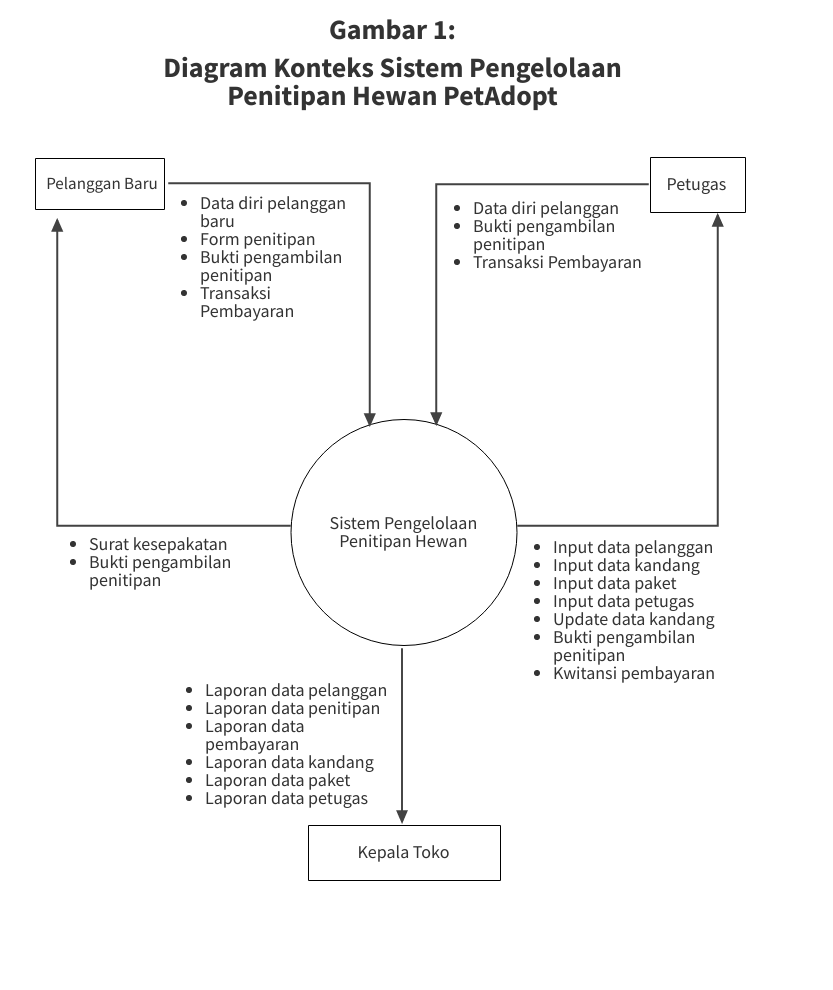 Gambar 1:
Diagram Konteks Sistem Pengelolaan
Penitipan Hewan PetAdopt
Pelanggan Baru
Petugas
• Data diri pelanggan
baru
• Form penitipan
• Bukti pengambilan
penitipan
• Transaksi
Pembayaran
• Data diri pelanggan
• Bukti pengambilan
penitipan
• Transaksi Pembayaran
Sistem Pengelolaan
Penitipan Hewan
• Surat kesepakatan
• Bukti pengambilan
penitipan
• Input data pelanggan
• Input data kandang
• Input data paket
• Input data petugas
• Update data kandang
• Bukti pengambilan
penitipan
• Kwitansi pembayaran
• Laporan data pelanggan
• Laporan data penitipan
• Laporan data
pembayaran
• Laporan data kandang
• Laporan data paket
• Laporan data petugas
Kepala Toko